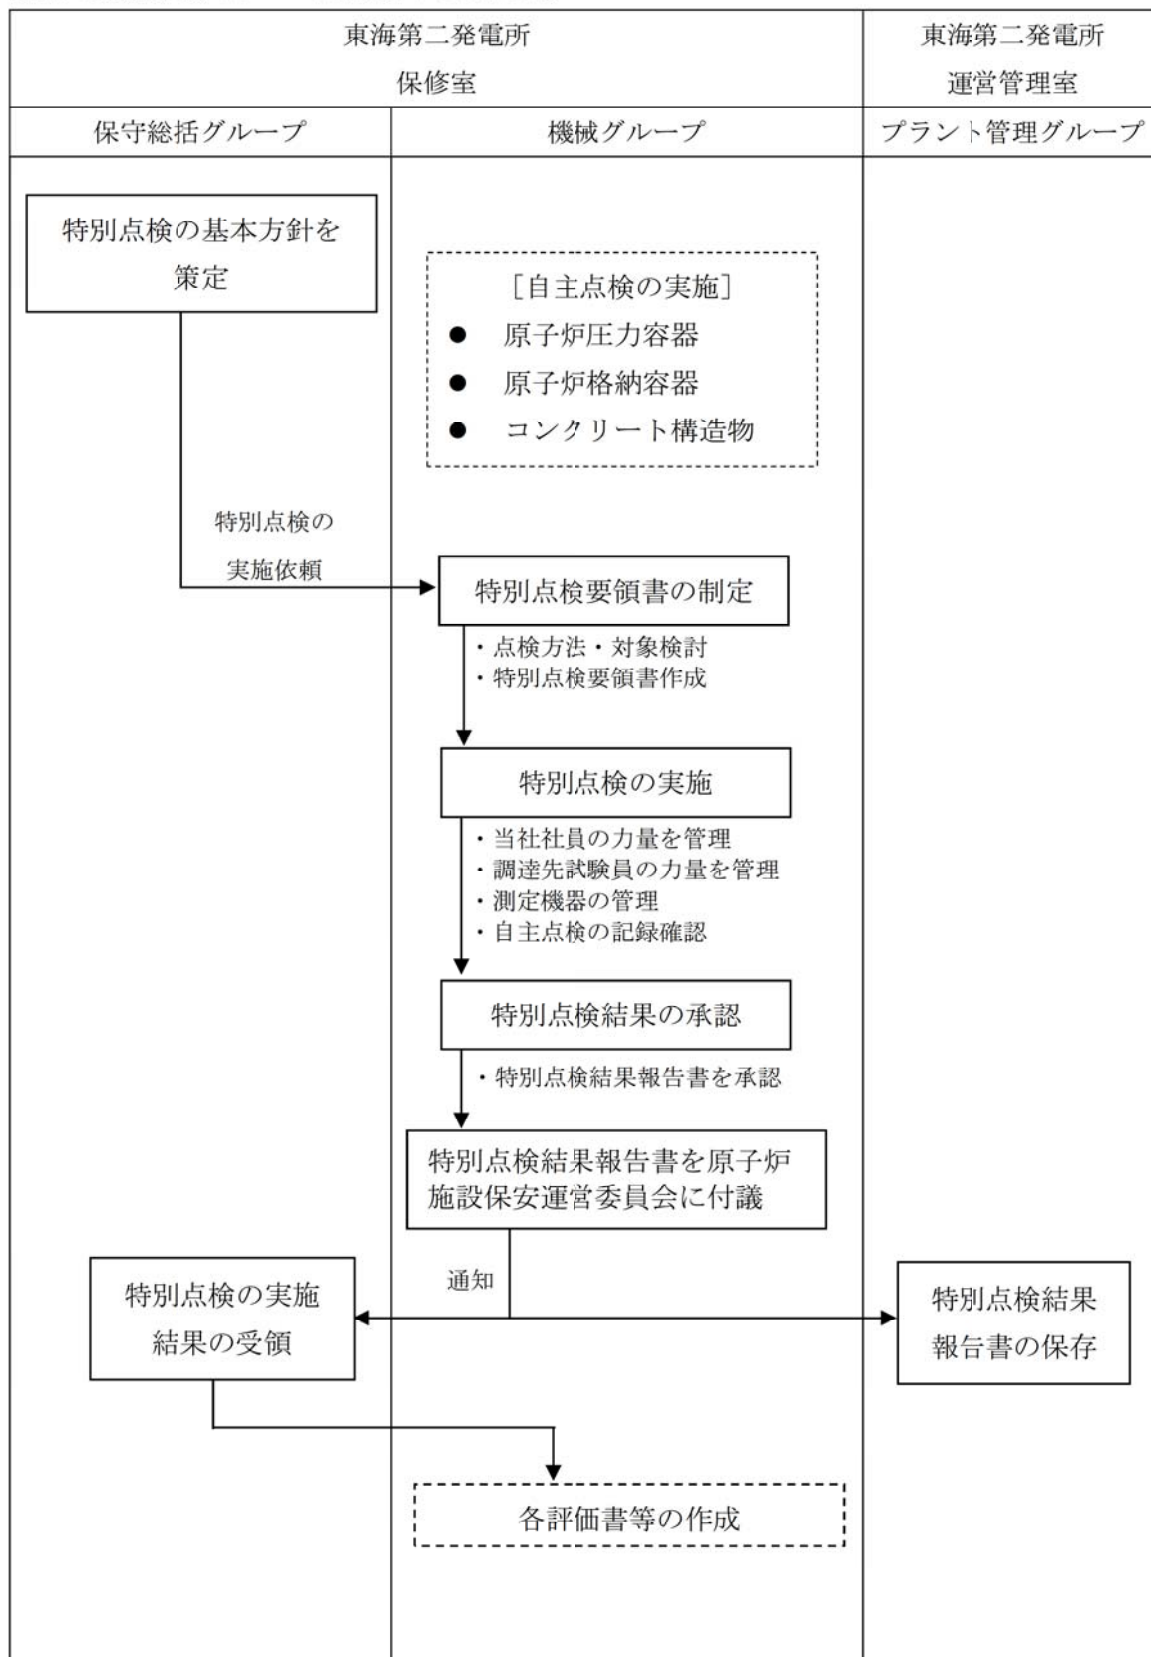 東海第二発電所
保修室
東海第二発電所
運営管理室
保守総括グループ
機械グループ
プラント管理グループ
特別点検の基本方針を
策定
［自主点検の実施］
● 原子炉圧力容器
● 原子炉格納容器
● コンクリート構造物
特別点検の
実施依頼
特別点検要領書の制定
・点検方法・対象検討
・特別点検要領書作成
特別点検の実施
・当社社員の力量を管理
・調達先試験員の力量を管理
・測定機器の管理
・自主点検の記録確認
特別点検結果の承認
・特別点検結果報告書を承認
特別点検結果報告書を原子炉
施設保安運営委員会に付議
通知
特別点検の実施
結果の受領
特別点検結果
報告書の保存
各評価書等の作成